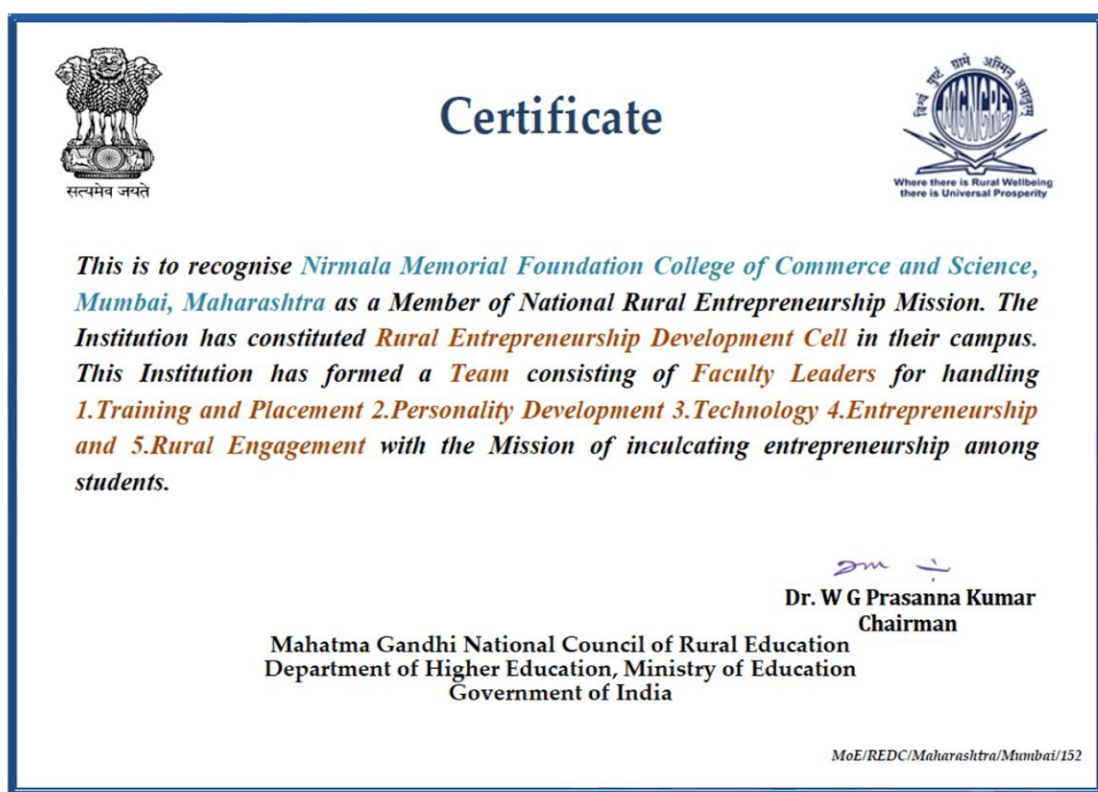 Certificate
सत्यमेव जयते
विश्वं पुष्टं ग्रामे अस्मिन् अनातुरम्
MGNCRE
Where there is Rural Wellbeing
there is Universal Prosperity
This is to recognise Nirmala Memorial Foundation College of Commerce and Science,
Mumbai, Maharashtra as a Member of National Rural Entrepreneurship Mission. The
Institution has constituted Rural Entrepreneurship Development Cell in their campus.
This Institution has formed a Team consisting of Faculty Leaders for handling
1.Training and Placement 2.Personality Development 3.Technology 4.Entrepreneurship
and 5.Rural Engagement with the Mission of inculcating entrepreneurship among
students.
Dr. W G Prasanna Kumar
Chairman
Mahatma Gandhi National Council of Rural Education
Department of Higher Education, Ministry of Education
Government of India
MoE/REDC/Maharashtra/Mumbai/152